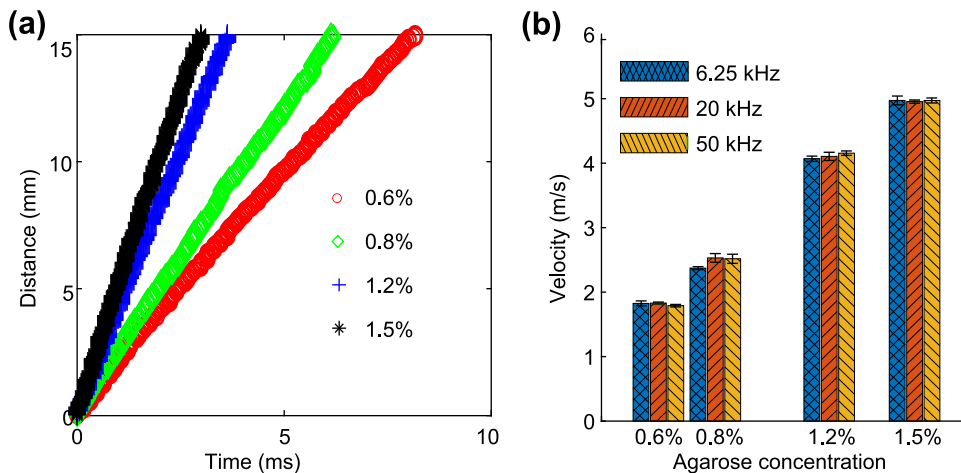 (a)
15
10
5
0
Distance (mm)
0.6%
0.8%
1.2%
1.5%
0
5
10
Time (ms)
(b)
6
5
4
3
2
1
0
Velocity (m/s)
6.25 kHz
20 kHz
50 kHz
0.6%
0.8%
1.2%
1.5%
Agarose concentration